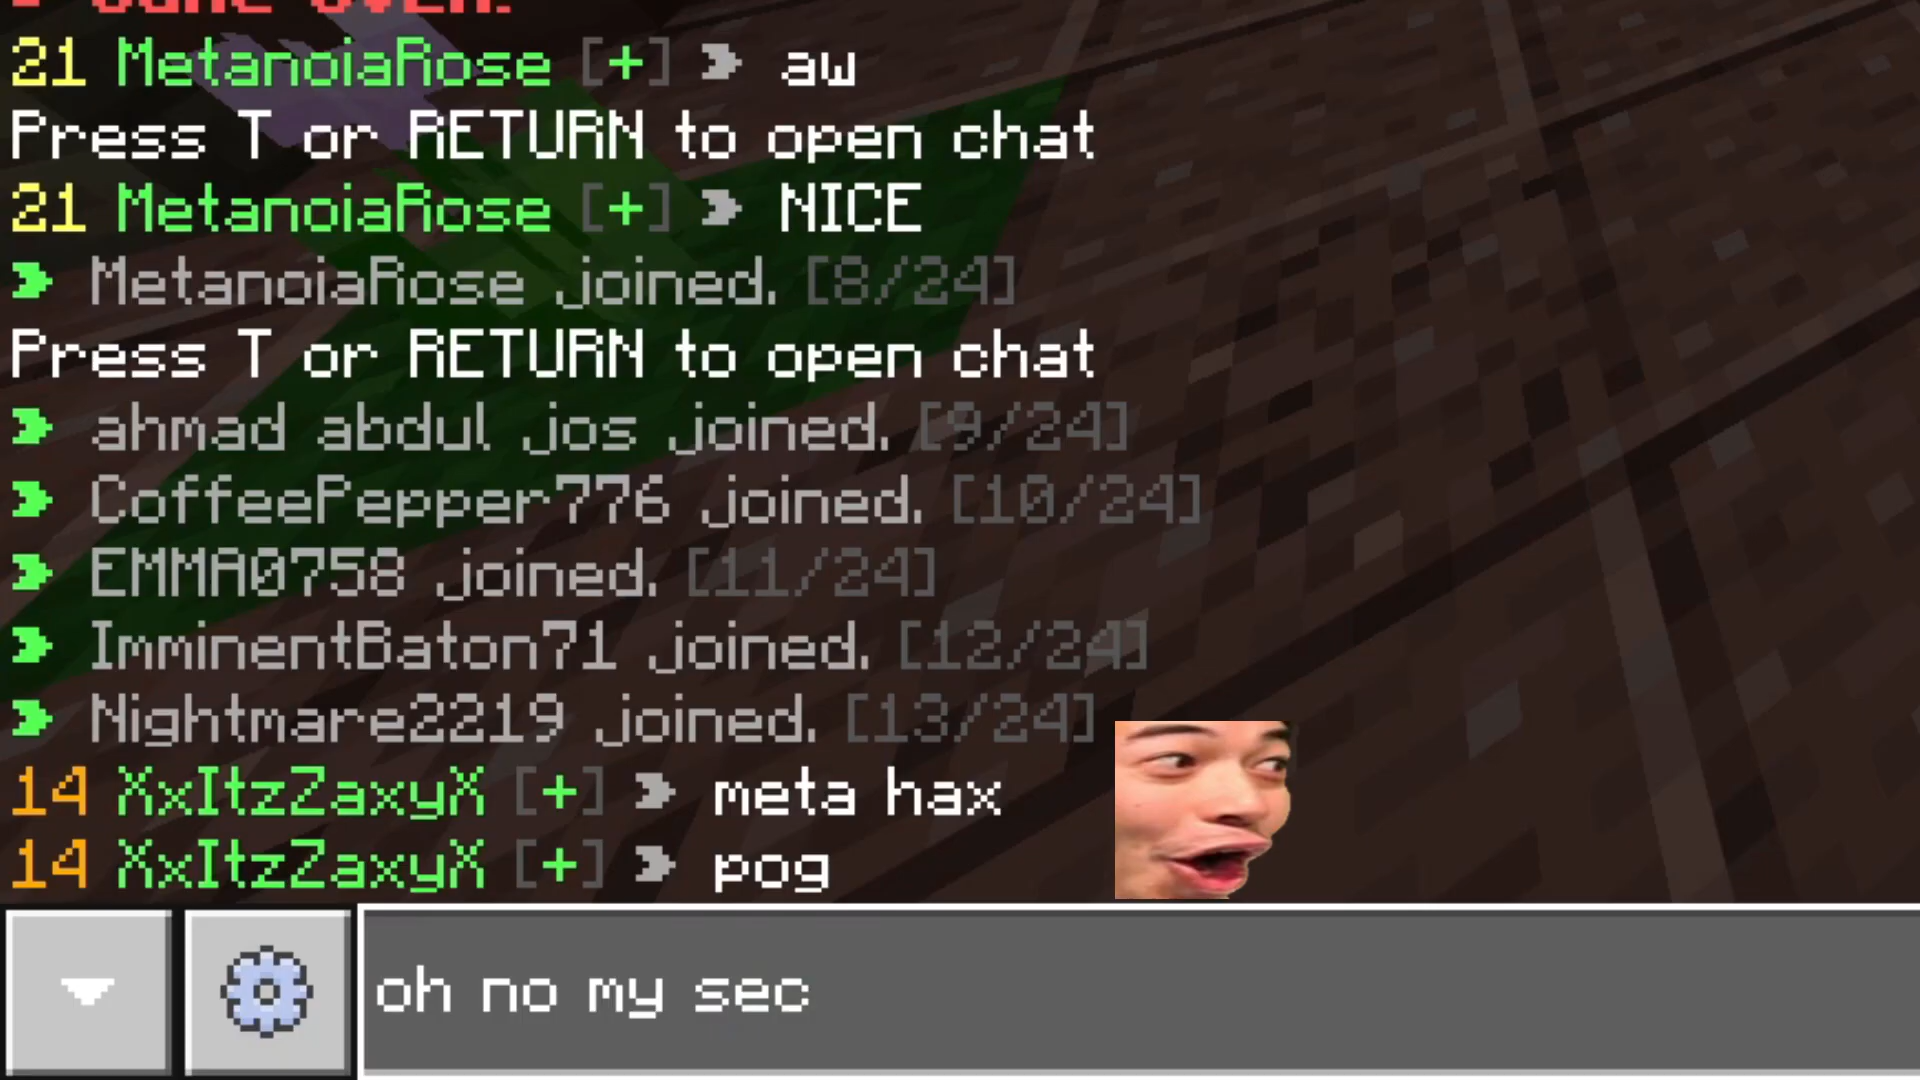 - Game OVER.
21 MetanoiaRose [+] » aw
Press T or RETURN to open chat
21 MetanoiaRose [+] » NICE
» MetanoiaRose joined. [8/24]
Press T or RETURN to open chat
» ahmad abdul jos joined. [9/24]
» CoffeePepper776 joined. [10/24]
» EMMA0758 joined. [11/24]
» ImminentBaton71 joined. [12/24]
» Nightmare2219 joined. [13/24]
14 XxItzZaxyX [+] » meta hax
14 XxItzZaxyX [+] » pog
oh no my sec